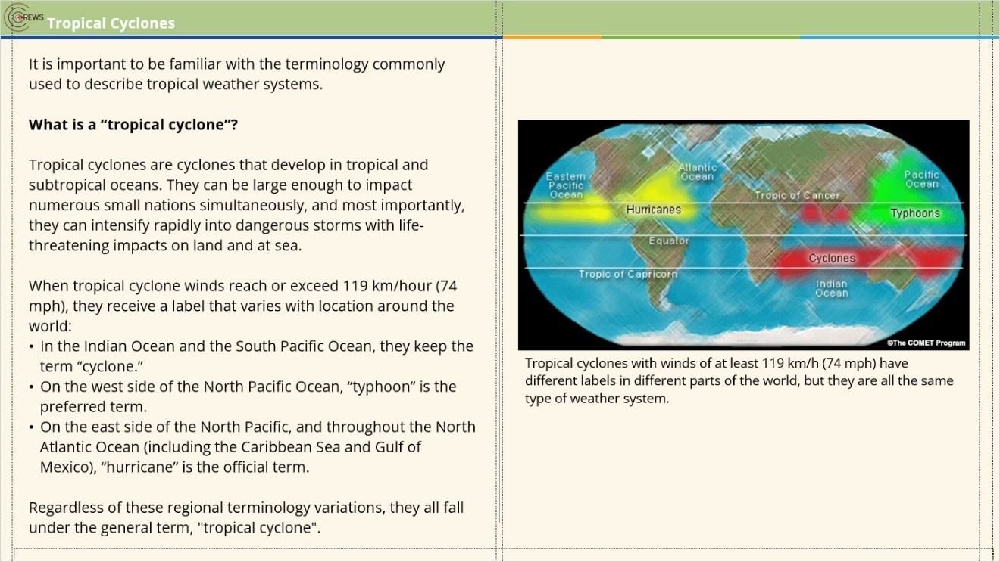 CREWS
Tropical Cyclones
It is important to be familiar with the terminology commonly
used to describe tropical weather systems.
What is a “tropical cyclone”?
Tropical cyclones are cyclones that develop in tropical and
subtropical oceans. They can be large enough to impact
numerous small nations simultaneously, and most importantly,
they can intensify rapidly into dangerous storms with life-
threatening impacts on land and at sea.
When tropical cyclone winds reach or exceed 119 km/hour (74
mph), they receive a label that varies with location around the
world:
• In the Indian Ocean and the South Pacific Ocean, they keep the
term “cyclone.”
• On the west side of the North Pacific Ocean, “typhoon” is the
preferred term.
• On the east side of the North Pacific, and throughout the North
Atlantic Ocean (including the Caribbean Sea and Gulf of
Mexico), “hurricane” is the official term.
Regardless of these regional terminology variations, they all fall
under the general term, "tropical cyclone".
Eastern
Pacific
Ocean
Atlantic
Ocean
Pacific
Ocean
Tropic of Cancer
Hurricanes
Typhoons
Equator
Cyclones
Tropic of Capricorn
Indian
Ocean
©The COMET Program
Tropical cyclones with winds of at least 119 km/h (74 mph) have
different labels in different parts of the world, but they are all the same
type of weather system.